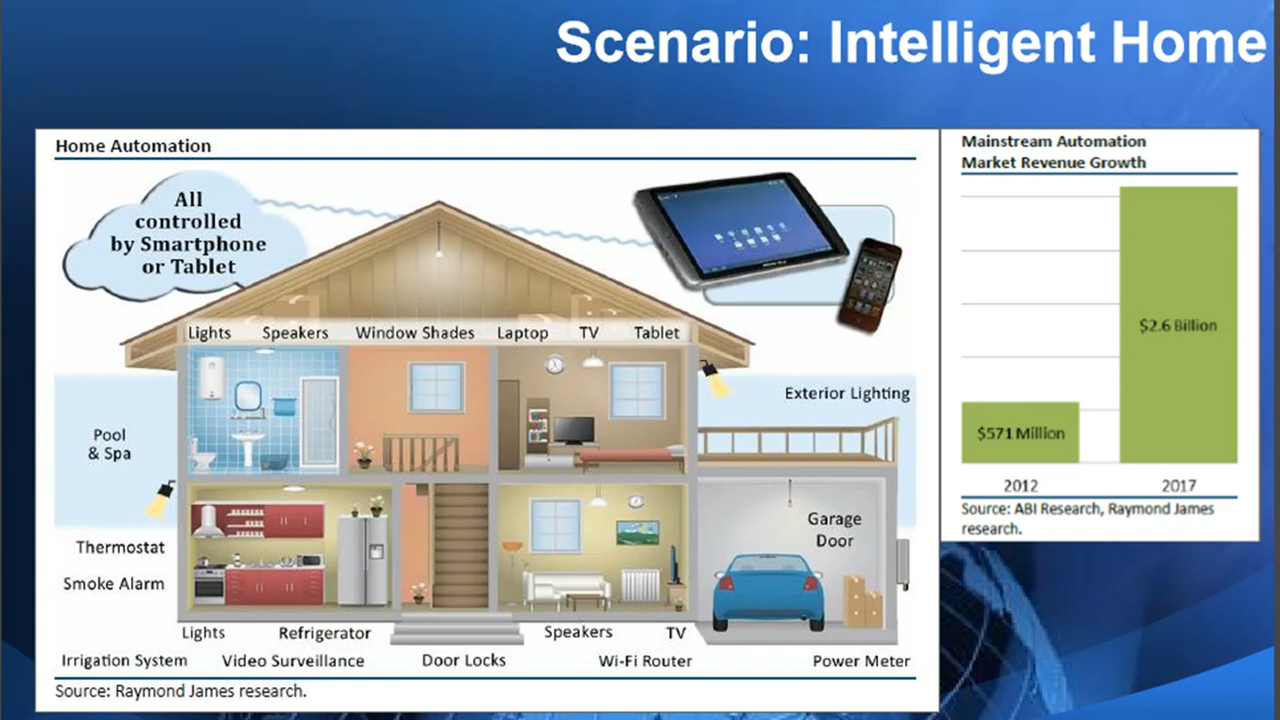 Scenario: Intelligent Home
Home Automation
All
controlled
by Smartphone
or Tablet
Lights Speakers Window Shades Laptop TV Tablet
Exterior Lighting
Pool
& Spa
Garage
Door
Thermostat
Smoke Alarm
Lights Refrigerator Speakers TV
Irrigation System Video Surveillance Door Locks Wi-Fi Router Power Meter
Source: Raymond James research.
Mainstream Automation
Market Revenue Growth
$2.6 Billion
$571 Million
2012 2017
Source: ABI Research, Raymond James
research.